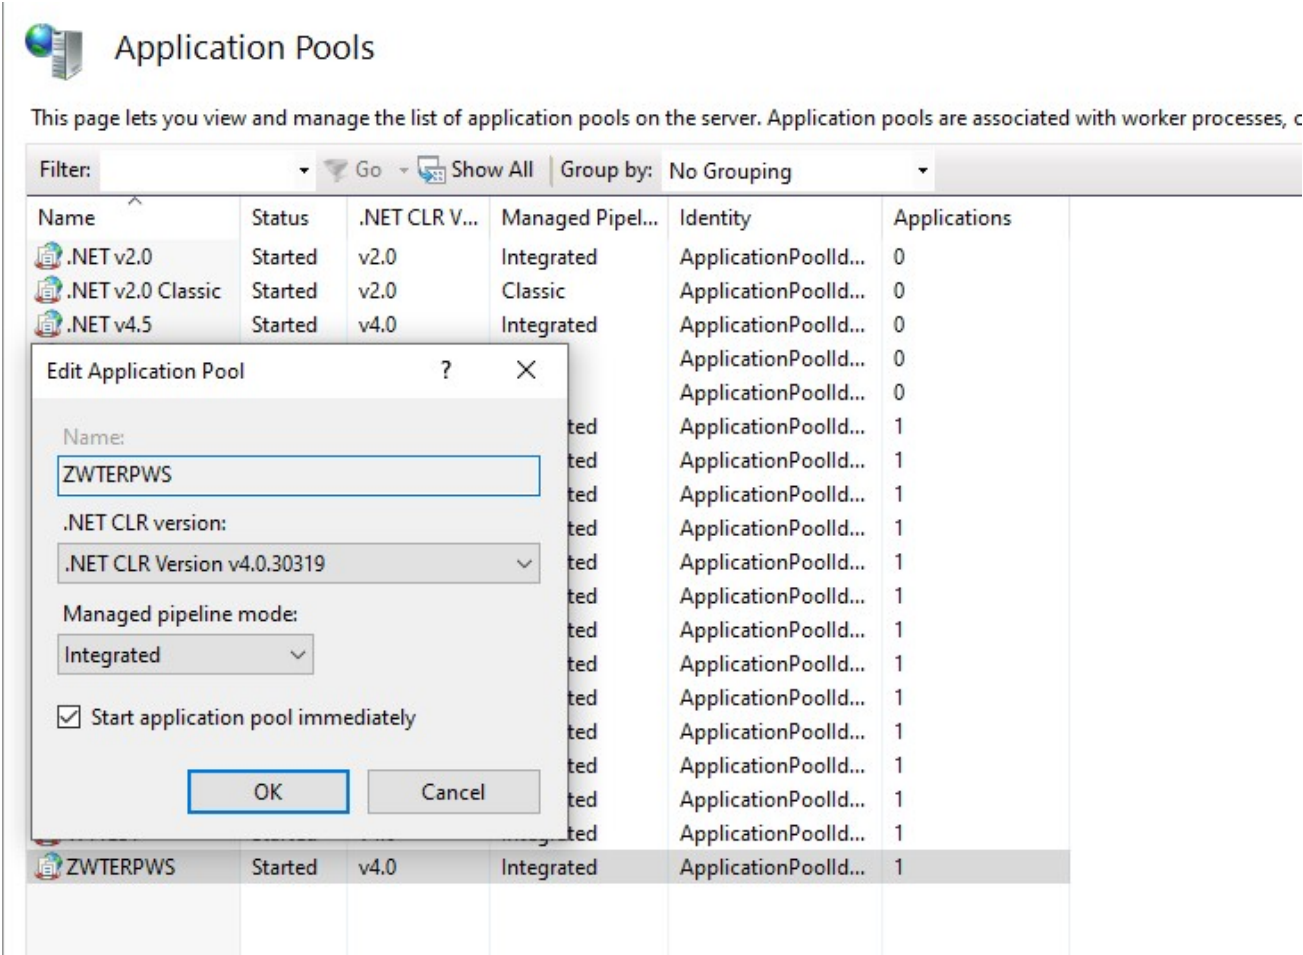 Application Pools
This page lets you view and manage the list of application pools on the server. Application pools are associated with worker processes,
Filter: Go Show All Group by: No Grouping
Name Status .NET CLR V... Managed Pipel... Identity Applications
.NET v2.0 Started v2.0 Integrated ApplicationPoolId... 0
.NET v2.0 Classic Started v2.0 Classic ApplicationPoolId... 0
.NET v4.5 Started v4.0 Integrated ApplicationPoolId... 0
ApplicationPoolId... 0
ApplicationPoolId... 0
ted ApplicationPoolId... 1
ted ApplicationPoolId... 1
ted ApplicationPoolId... 1
ted ApplicationPoolId... 1
ted ApplicationPoolId... 1
ted ApplicationPoolId... 1
ted ApplicationPoolId... 1
ted ApplicationPoolId... 1
ted ApplicationPoolId... 1
ted ApplicationPoolId... 1
ted ApplicationPoolId... 1
ted ApplicationPoolId... 1
ted ApplicationPoolId... 1
ZWTERPWS Started v4.0 Integrated ApplicationPoolId... 1
Edit Application Pool ?
Name:
ZWTERPWS
.NET CLR version:
.NET CLR Version v4.0.30319
Managed pipeline mode:
Integrated
Start application pool immediately
OK Cancel